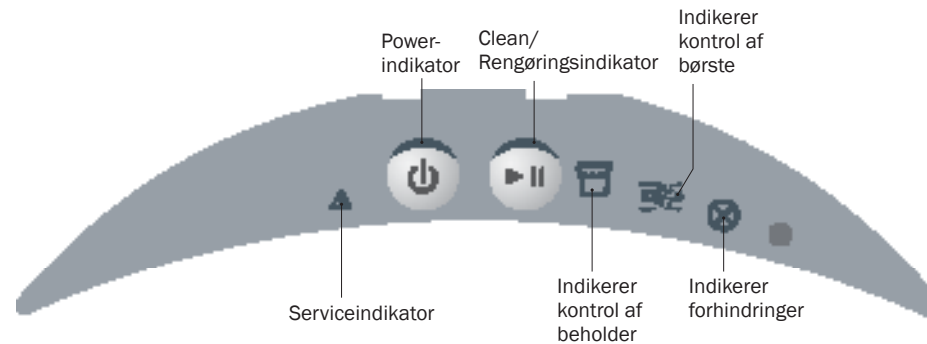 Power-
indikator
Clean/
Rengøringsindikator
Indikerer
kontrol af
børste
Serviceindikator
Indikerer
kontrol af
beholder
Indikerer
forhindringer